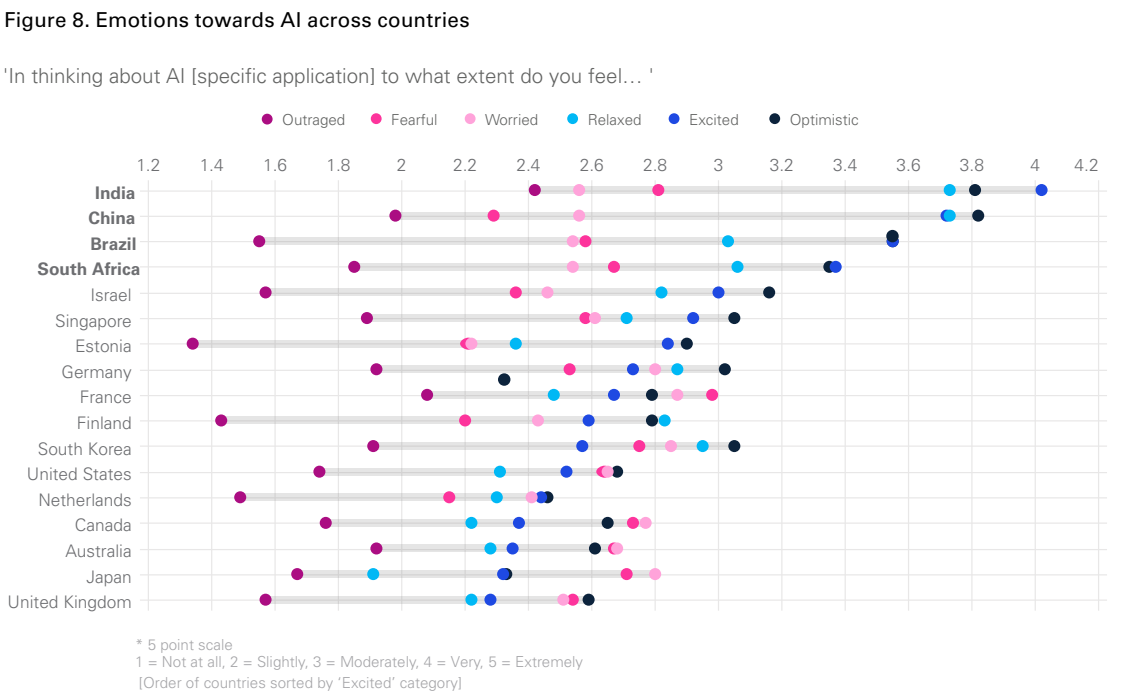 Figure 8. Emotions towards AI across countries
'In thinking about AI [specific application] to what extent do you feel… '
Outraged Fearful Worried Relaxed Excited Optimistic
1.2 1.4 1.6 1.8 2 2.2 2.4 2.6 2.8 3 3.2 3.4 3.6 3.8 4 4.2
India
China
Brazil
South Africa
Israel
Singapore
Estonia
Germany
France
Finland
South Korea
United States
Netherlands
Canada
Australia
Japan
United Kingdom
* 5 point scale
1 = Not at all, 2 = Slightly, 3 = Moderately, 4 = Very, 5 = Extremely
[Order of countries sorted by ‘Excited’ category]